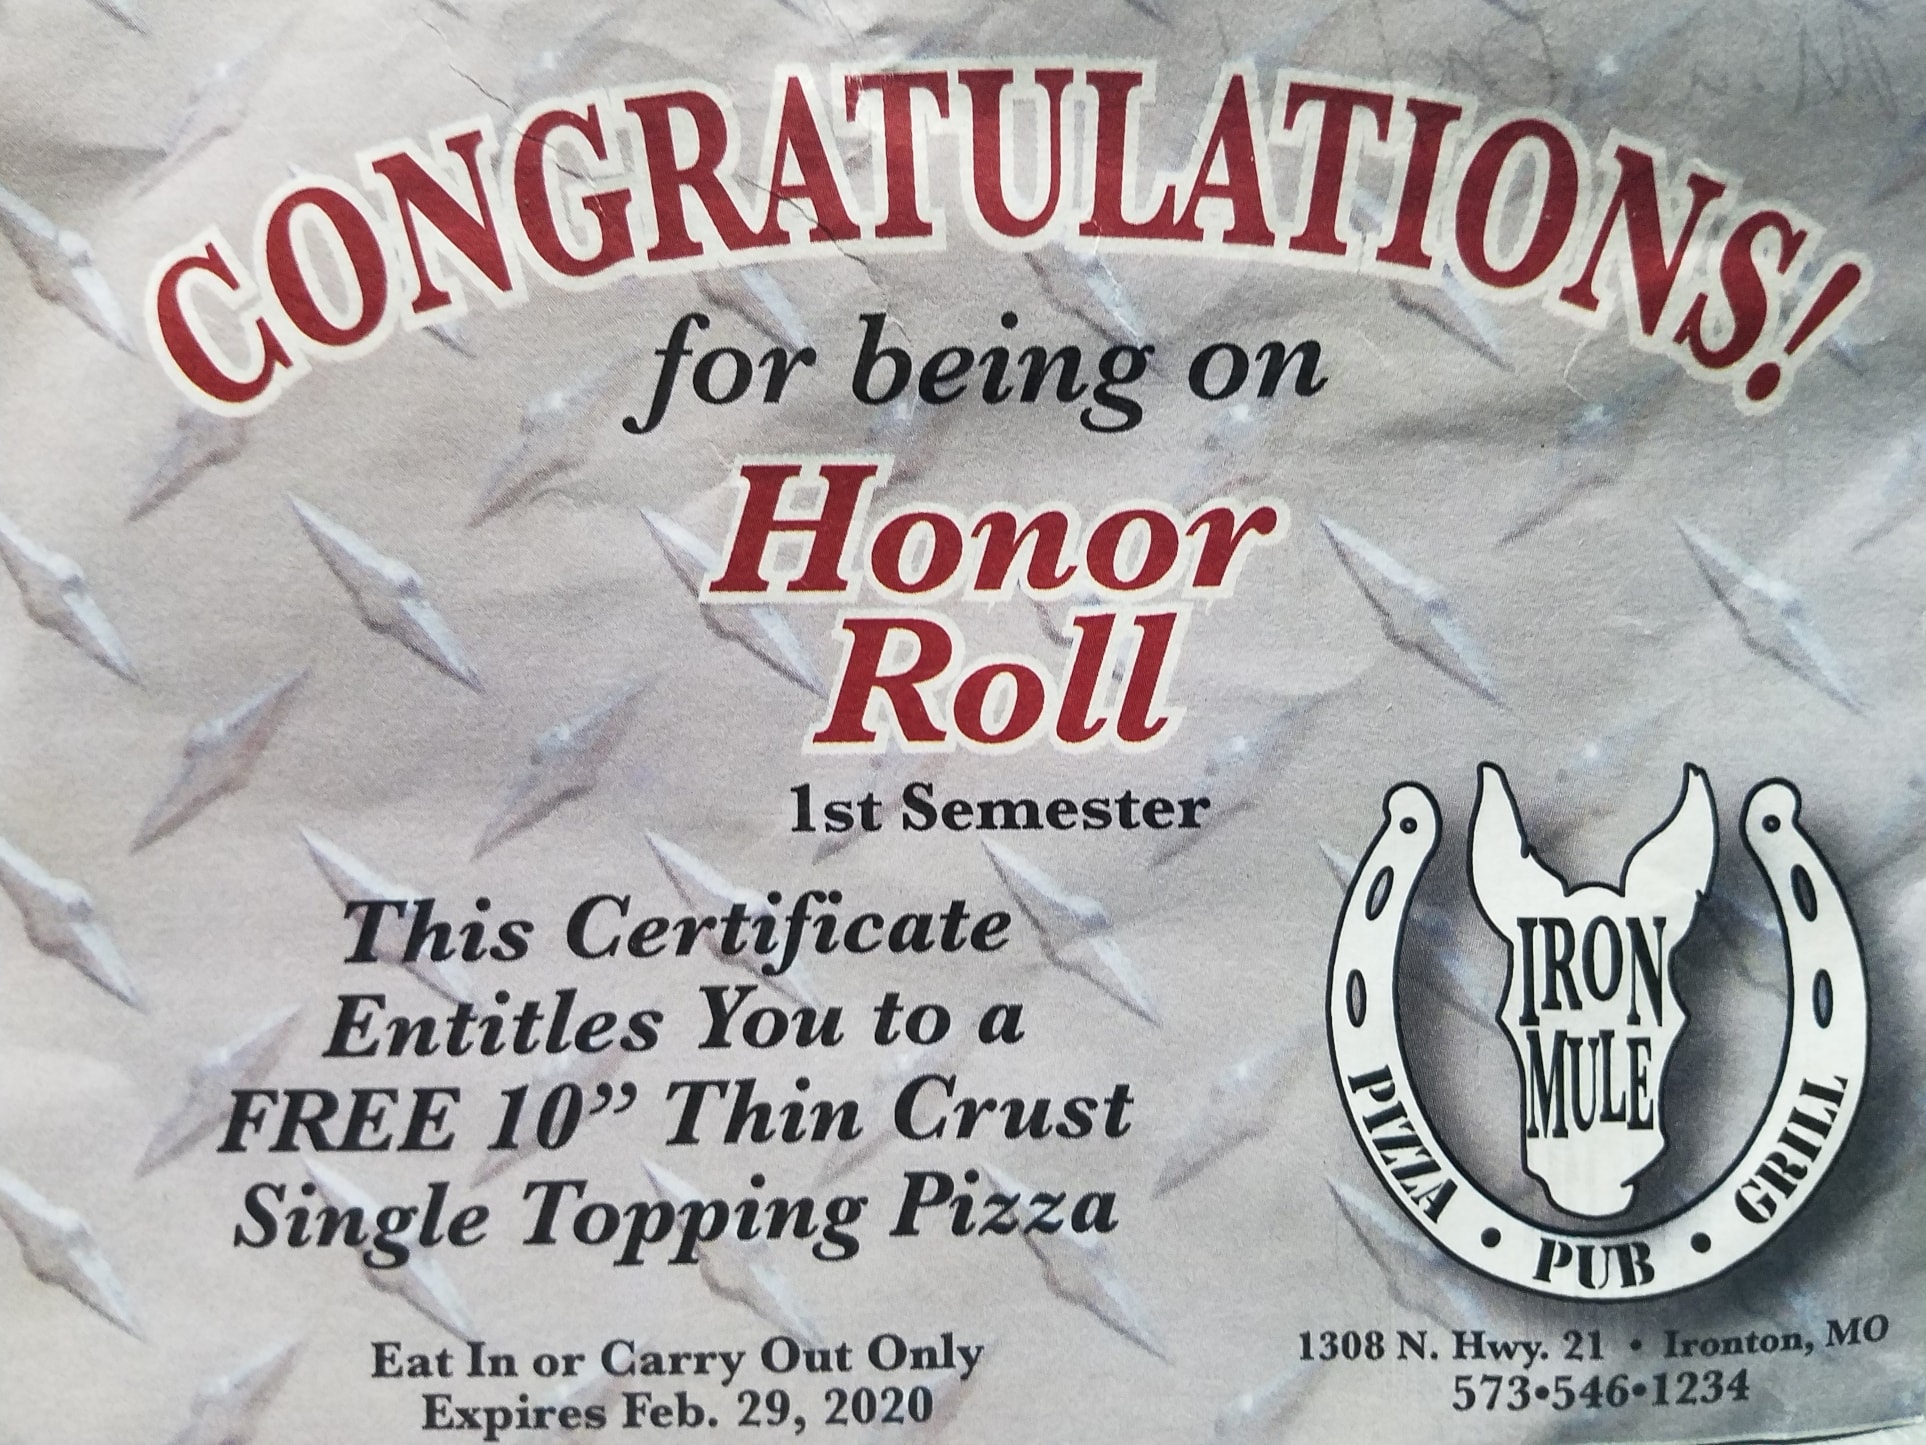 CONGRATULATIONS!
for being on
Honor
Roll
1st Semester
This Certificate
Entitles You to a
FREE 10” Thin Crust
Single Topping Pizza
Eat In or Carry Out Only
Expires Feb. 29, 2020
IRON
MULE
PIZZA • PUB • GRILL
1308 N. Hwy. 21 • Ironton, MO
573•546•1234